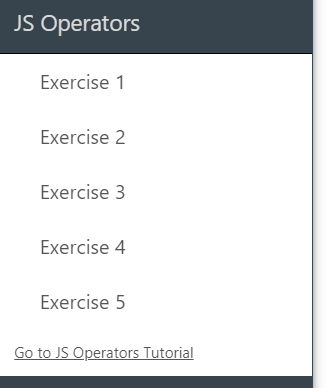 JS Operators
Exercise 1
Exercise 2
Exercise 3
Exercise 4
Exercise 5
Go to JS Operators Tutorial